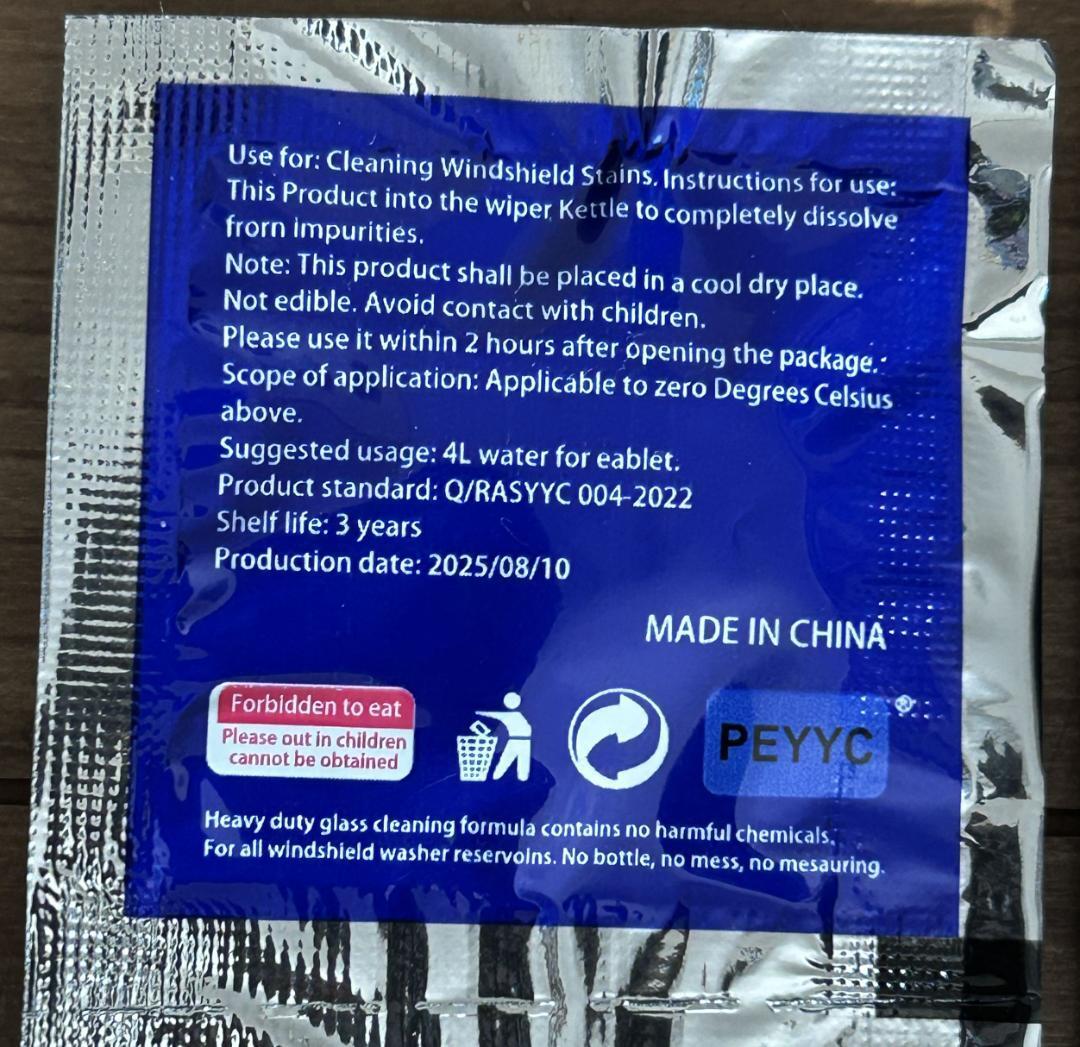 Use for: Cleaning Windshield Stains. Instructions for use:
This Product into the wiper Kettle to completely dissolve
frorn impurities.
Note: This product shall be placed in a cool dry place.
Not edible. Avoid contact with children.
Please use it within 2 hours after opening the package.
Scope of application: Applicable to zero Degrees Celsius
above.
Suggested usage: 4L water for eablet.
Product standard: Q/RASYYC 004-2022
Shelf life: 3 years
Production date: 2025/08/10
MADE IN CHINA
Forbidden to eat
Please out in children
cannot be obtained
PEYYC®
Heavy duty glass cleaning formula contains no harmful chemicals.
For all windshield washer reservoins. No bottle, no mess, no mesauring.